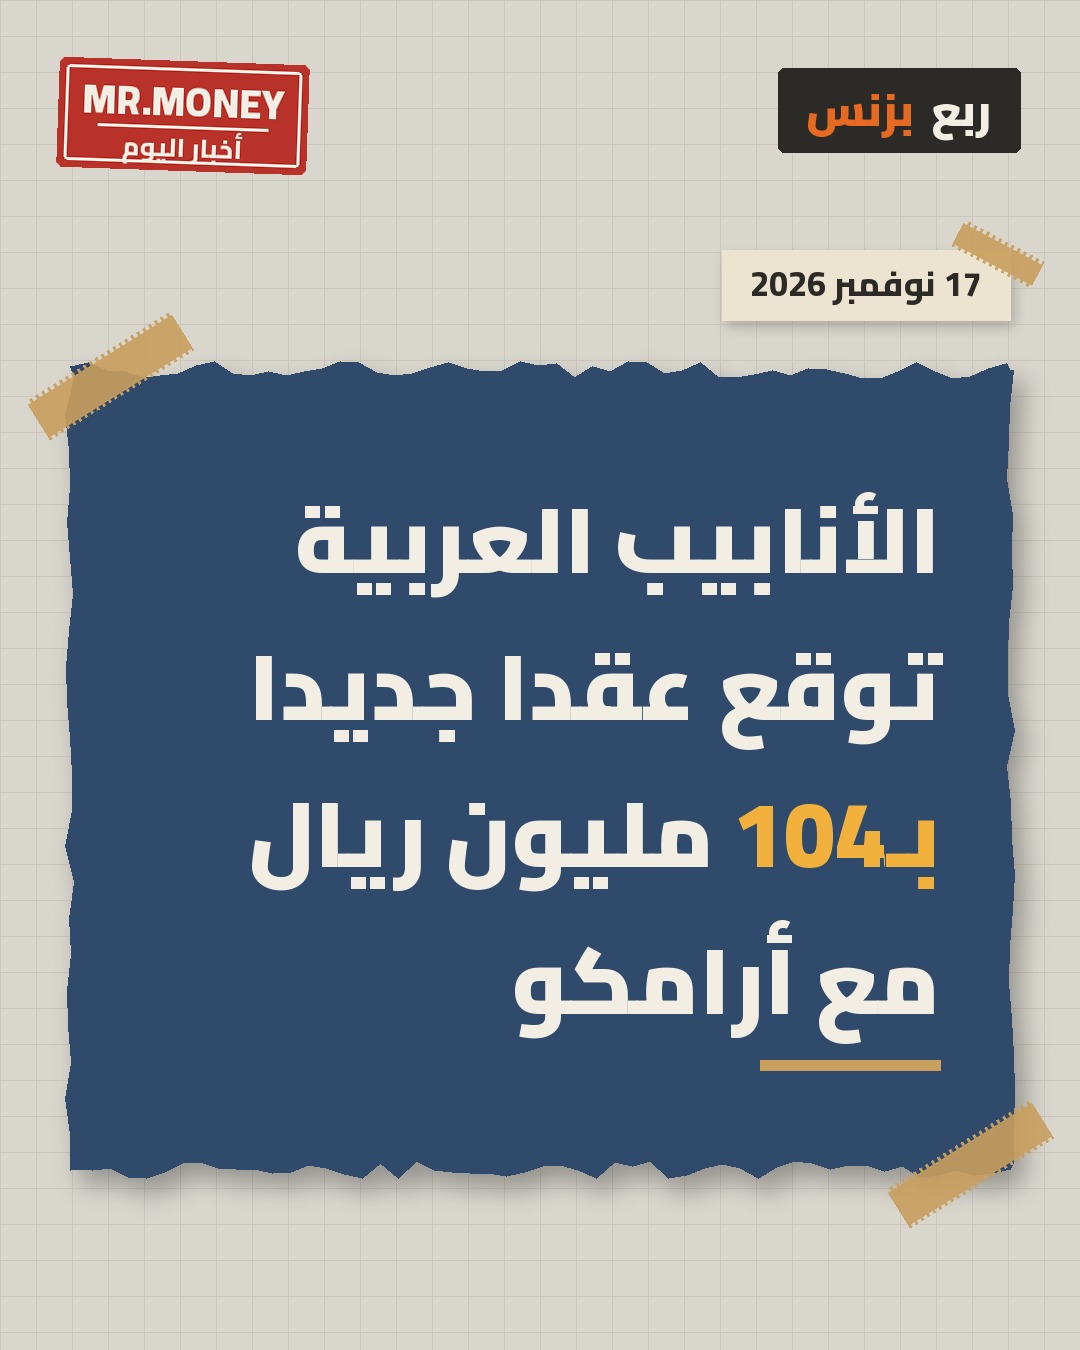 MR.MONEY
أخبار اليوم
ربع بزنس
17 نوفمبر 2026
الأنابيب العربية
توقع عقدا جديدا
بـ104 مليون ريال
مع أرامكو